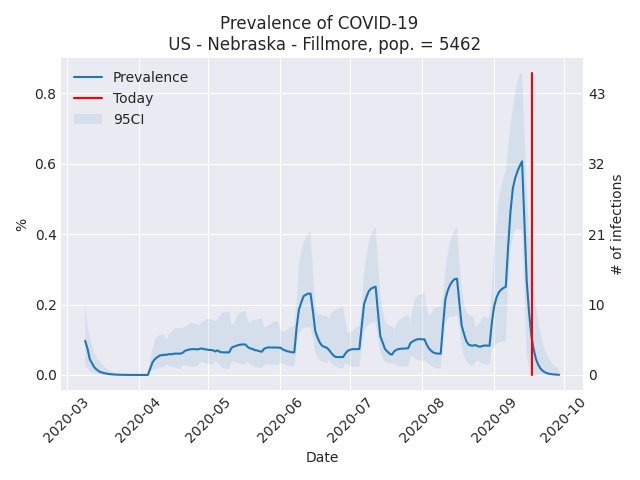 Prevalence of COVID-19
US - Nebraska - Fillmore, pop. = 5462
Prevalence
Today
95CI
%
0.8
0.6
0.4
0.2
0.0
# of infections
43
32
21
10
0
2020-03
2020-04
2020-05
2020-06
2020-07
2020-08
2020-09
2020-10
Date